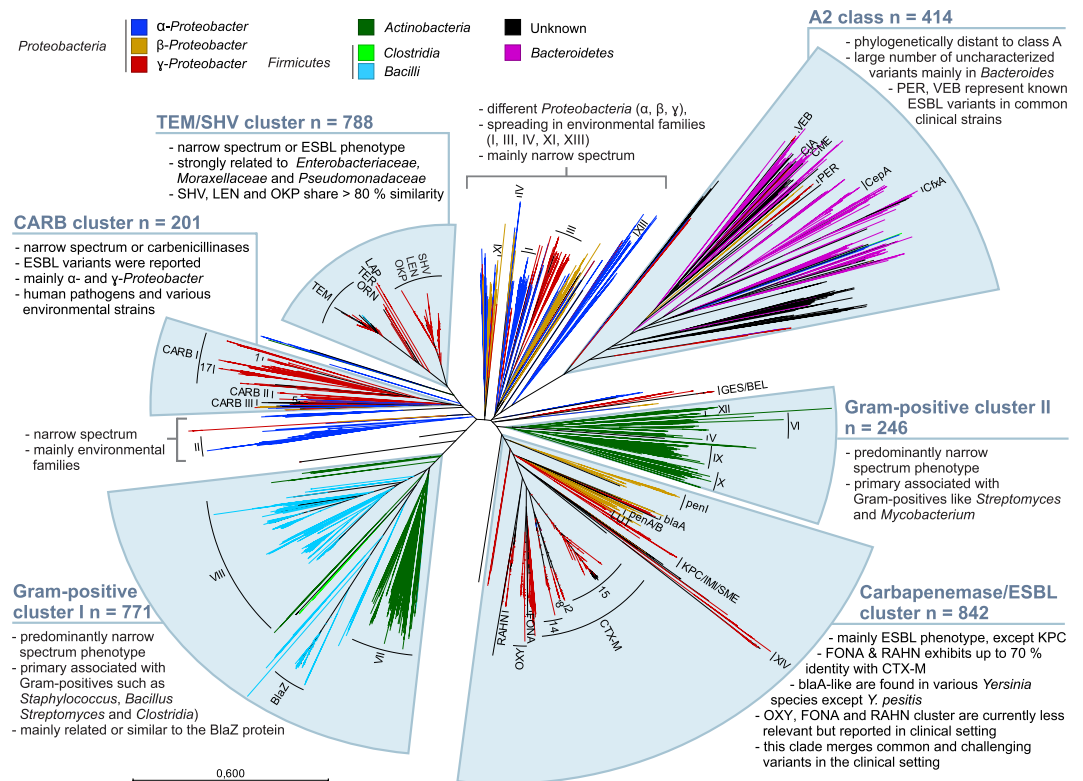 Proteobacteria
α-Proteobacter
β-Proteobacter
ɣ-Proteobacter
Firmicutes
Actinobacteria
Clostridia
Bacilli
Unknown
Bacteroidetes
A2 class n = 414
- phylogenetically distant to class A
- large number of uncharacterized
variants mainly in Bacteroides
- PER, VEB represent known
ESBL variants in common
clinical strains
TEM/SHV cluster n = 788
- narrow spectrum or ESBL phenotype
- strongly related to Enterobacteriaceae,
Moraxellaceae and Pseudomonadaceae
- SHV, LEN and OKP share > 80 % similarity
- different Proteobacteria (α, β, ɣ),
- spreading in environmental families
(I, III, IV, XI, XIII)
- mainly narrow spectrum
CARB cluster n = 201
- narrow spectrum or carbenicillinases
- ESBL variants were reported
- mainly α- and ɣ-Proteobacter
- human pathogens and various
environmental strains
VEB
CIA
CME
PER
CepA
CfxA
IV
XI
II
III
I
XIII
SHV
LEN
OKP
LAP
TER
ORN
TEM
CARB I
17
1
CARB II
CARB III
5
- narrow spectrum
- mainly environmental
families
II
GES/BEL
XII
VI
V
IX
X
Gram-positive cluster II
n = 246
- predominantly narrow
spectrum phenotype
- primary associated with
Gram-positives like Streptomyces
and Mycobacterium
penI
blaA
penA/B
KPC/IMI/SME
XIV
15
2
8
14
CTX-M
FONA
OXY
RAHN
VIII
VII
BlaZ
Gram-positive
cluster I n = 771
- predominantly narrow
spectrum phenotype
- primary associated with
Gram-positives such as
Staphylococcus, Bacillus
Streptomyces and Clostridia)
- mainly related or similar to the BlaZ protein
Carbapenemase/ESBL
cluster n = 842
- mainly ESBL phenotype, except KPC
- FONA & RAHN exhibits up to 70 %
identity with CTX-M
- blaA-like are found in various Yersinia
species except Y. pesitis
- OXY, FONA and RAHN cluster are currently less
relevant but reported in clinical setting
- this clade merges common and challenging
variants in the clinical setting
0,600